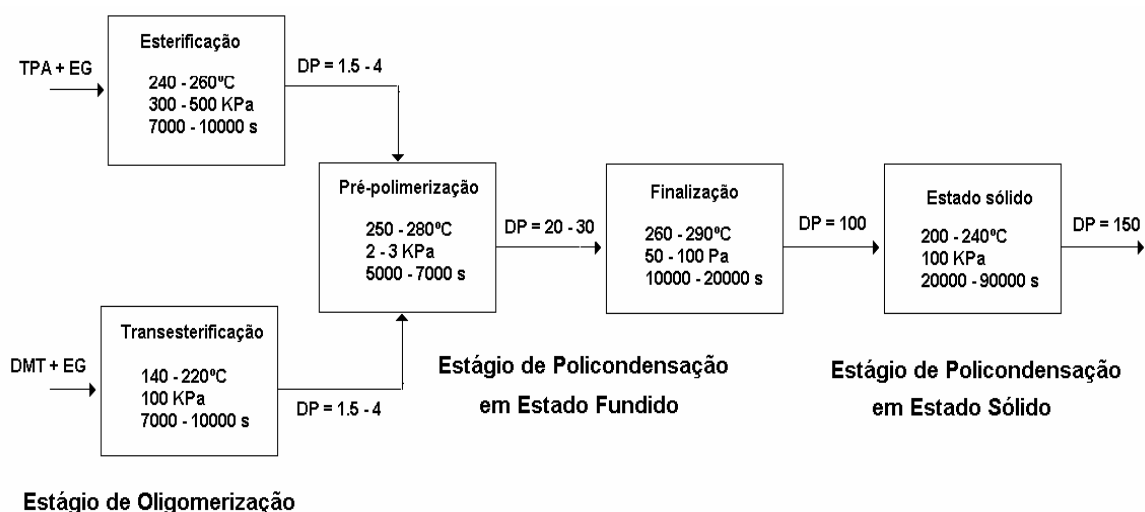 Esterificação
TPA + EG
240 - 260ºC
300 - 500 KPa
7000 - 10000 s
DP = 1.5 - 4
Pré-polimerização
250 - 280ºC
2 - 3 KPa
5000 - 7000 s
DP = 20 - 30
Finalização
260 - 290ºC
50 - 100 Pa
10000 - 20000 s
DP = 100
Estado sólido
200 - 240ºC
100 KPa
20000 - 90000 s
DP = 150
Transesterificação
DMT + EG
140 - 220ºC
100 KPa
7000 - 10000 s
DP = 1.5 - 4
Estágio de Policondensação
em Estado Fundido
Estágio de Policondensação
em Estado Sólido
Estágio de Oligomerização